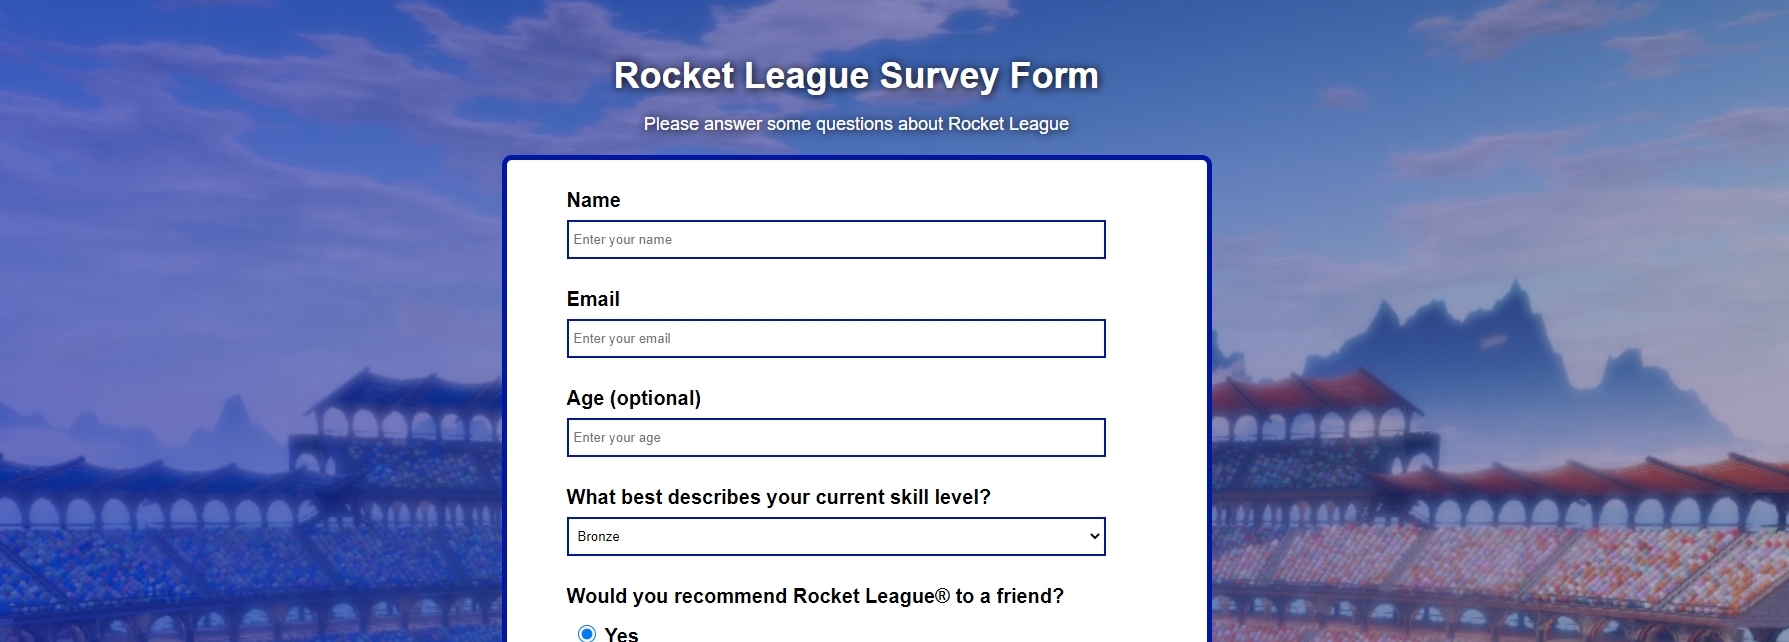 Rocket League Survey Form
Please answer some questions about Rocket League
Name
Enter your name
Email
Enter your email
Age (optional)
Enter your age
What best describes your current skill level?
Bronze
Would you recommend Rocket League® to a friend?
Yes